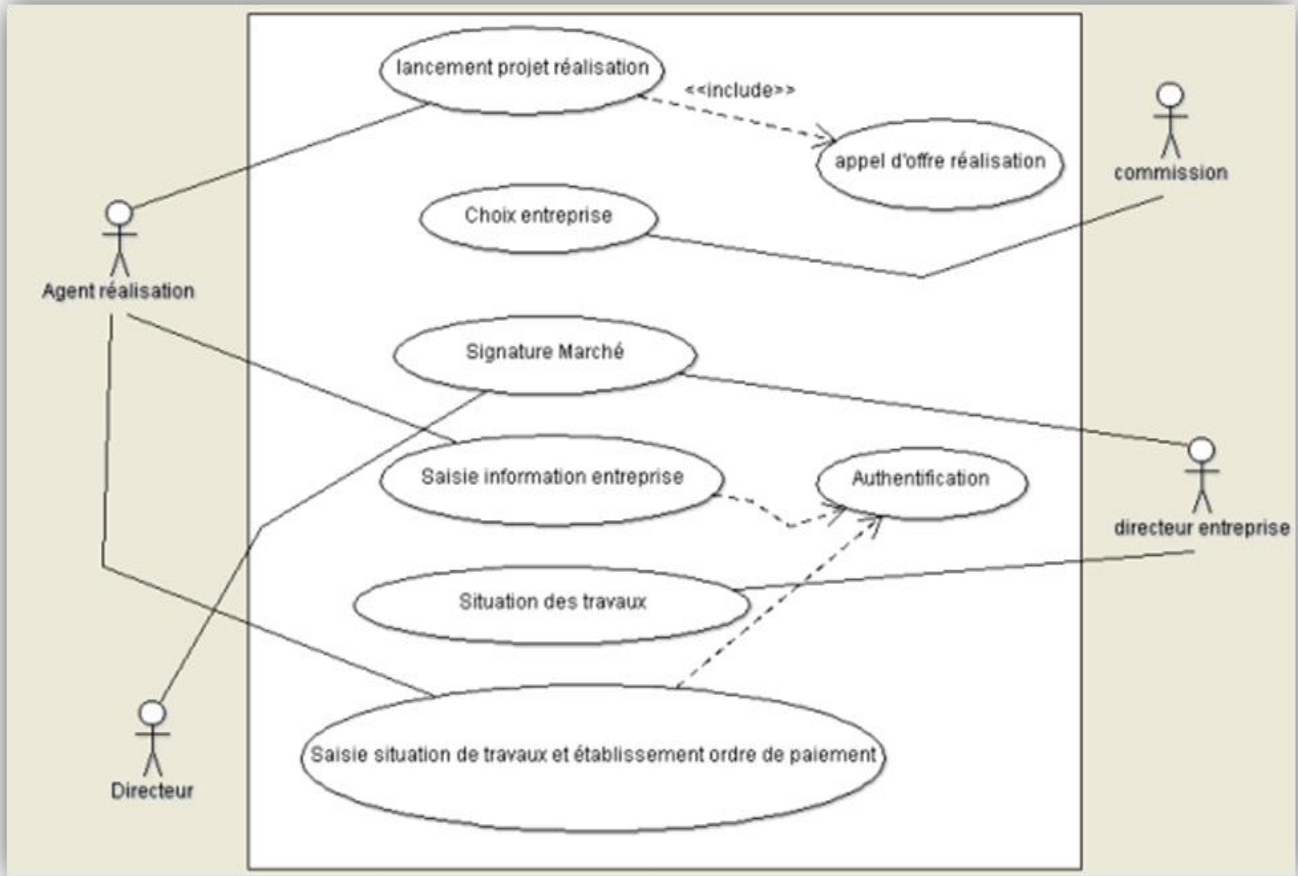 lancement projet réalisation
<<include>>
appel d'offre réalisation
commission
Choix entreprise
Agent réalisation
Signature Marché
Saisie information entreprise
Authentification
directeur entreprise
Situation des travaux
Saisie situation de travaux et établissement ordre de paiement
Directeur